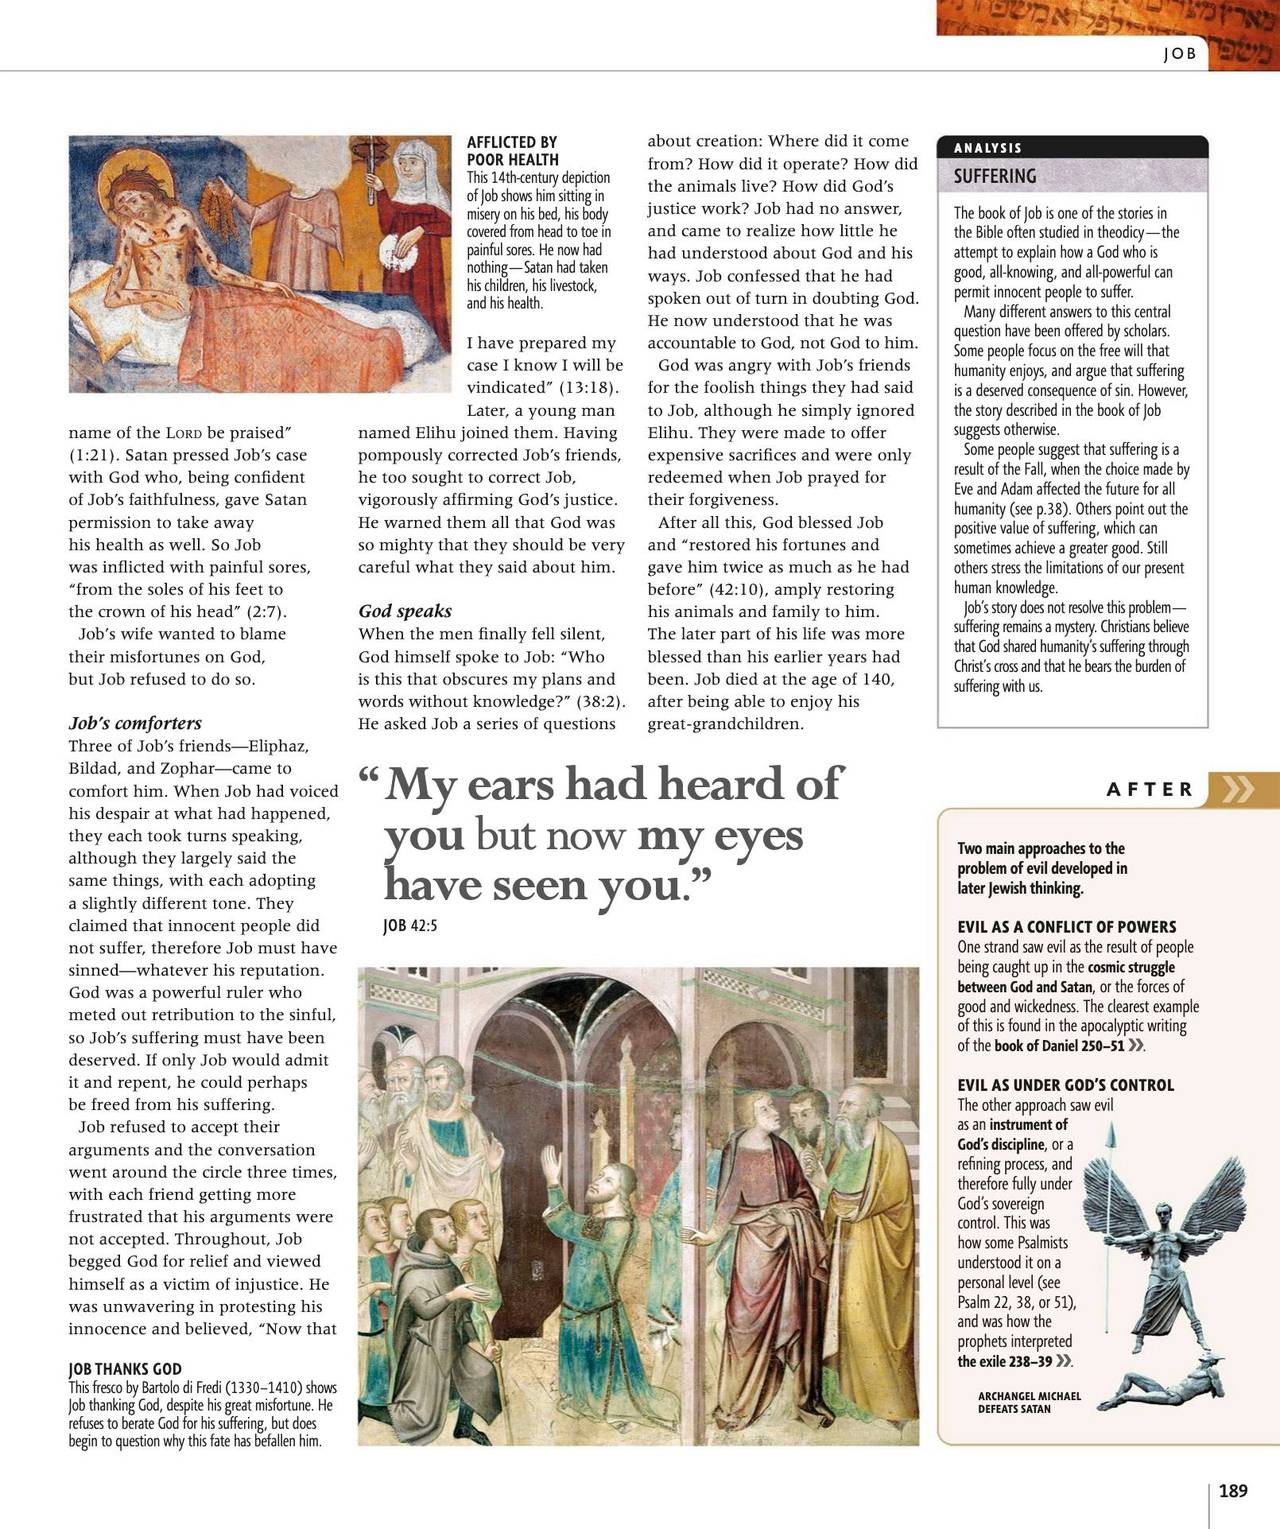 JOB
AFFLICTED BY
POOR HEALTH
This 14th-century depiction
of Job shows him sitting in
misery on his bed, his body
covered from head to toe in
painful sores. He now had
nothing—Satan had taken
his children, his livestock,
and his health.
name of the LORD be praised”
(1:21). Satan pressed Job’s case
with God who, being confident
of Job’s faithfulness, gave Satan
permission to take away
his health as well. So Job
was inflicted with painful sores,
“from the soles of his feet to
the crown of his head” (2:7).
Job’s wife wanted to blame
their misfortunes on God,
but Job refused to do so.
Job’s comforters
Three of Job’s friends—Eliphaz,
Bildad, and Zophar—came to
comfort him. When Job had voiced
his despair at what had happened,
they each took turns speaking,
although they largely said the
same things, with each adopting
a slightly different tone. They
claimed that innocent people did
not suffer, therefore Job must have
sinned—whatever his reputation.
God was a powerful ruler who
meted out retribution to the sinful,
so Job’s suffering must have been
deserved. If only Job would admit
it and repent, he could perhaps
be freed from his suffering.
Job refused to accept their
arguments and the conversation
went around the circle three times,
with each friend getting more
frustrated that his arguments were
not accepted. Throughout, Job
begged God for relief and viewed
himself as a victim of injustice. He
was unwavering in protesting his
innocence and believed, “Now that
JOB THANKS GOD
This fresco by Bartolo di Fredi (1330–1410) shows
Job thanking God, despite his great misfortune. He
refuses to berate God for his suffering, but does
begin to question why this fate has befallen him.
I have prepared my
case I know I will be
vindicated” (13:18).
Later, a young man
named Elihu joined them. Having
pompously corrected Job’s friends,
he too sought to correct Job,
vigorously affirming God’s justice.
He warned them all that God was
so mighty that they should be very
careful what they said about him.
God speaks
When the men finally fell silent,
God himself spoke to Job: “Who
is this that obscures my plans and
words without knowledge?” (38:2).
He asked Job a series of questions
about creation: Where did it come
from? How did it operate? How did
the animals live? How did God’s
justice work? Job had no answer,
and came to realize how little he
had understood about God and his
ways. Job confessed that he had
spoken out of turn in doubting God.
He now understood that he was
accountable to God, not God to him.
God was angry with Job’s friends
for the foolish things they had said
to Job, although he simply ignored
Elihu. They were made to offer
expensive sacrifices and were only
redeemed when Job prayed for
their forgiveness.
After all this, God blessed Job
and “restored his fortunes and
gave him twice as much as he had
before” (42:10), amply restoring
his animals and family to him.
The later part of his life was more
blessed than his earlier years had
been. Job died at the age of 140,
after being able to enjoy his
great-grandchildren.
“My ears had heard of
you but now my eyes
have seen you.”
JOB 42:5
ANALYSIS
SUFFERING
The book of Job is one of the stories in
the Bible often studied in theodicy—the
attempt to explain how a God who is
good, all-knowing, and all-powerful can
permit innocent people to suffer.
Many different answers to this central
question have been offered by scholars.
Some people focus on the free will that
humanity enjoys, and argue that suffering
is a deserved consequence of sin. However,
the story described in the book of Job
suggests otherwise.
Some people suggest that suffering is a
result of the Fall, when the choice made by
Eve and Adam affected the future for all
humanity (see p.38). Others point out the
positive value of suffering, which can
sometimes achieve a greater good. Still
others stress the limitations of our present
human knowledge.
Job’s story does not resolve this problem—
suffering remains a mystery. Christians believe
that God shared humanity’s suffering through
Christ’s cross and that he bears the burden of
suffering with us.
AFTER »
Two main approaches to the
problem of evil developed in
later Jewish thinking.
EVIL AS A CONFLICT OF POWERS
One strand saw evil as the result of people
being caught up in the cosmic struggle
between God and Satan, or the forces of
good and wickedness. The clearest example
of this is found in the apocalyptic writing
of the book of Daniel 250–51 ».
EVIL AS UNDER GOD’S CONTROL
The other approach saw evil
as an instrument of
God’s discipline, or a
refining process, and
therefore fully under
God’s sovereign
control. This was
how some Psalmists
understood it on a
personal level (see
Psalm 22, 38, or 51),
and was how the
prophets interpreted
the exile 238–39 ».
ARCHANGEL MICHAEL
DEFEATS SATAN
189